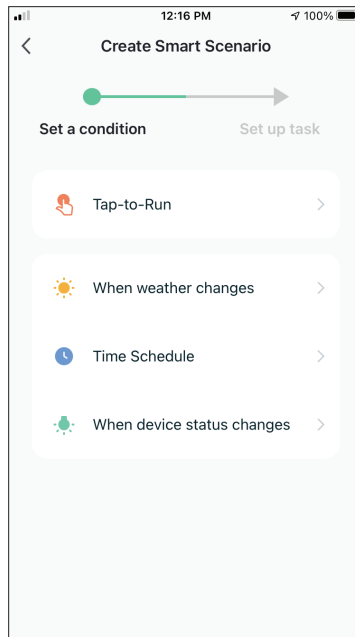 12:16 PM
100%
Create Smart Scenario
Set a condition
Set up task
Tap-to-Run
When weather changes
Time Schedule
When device status changes